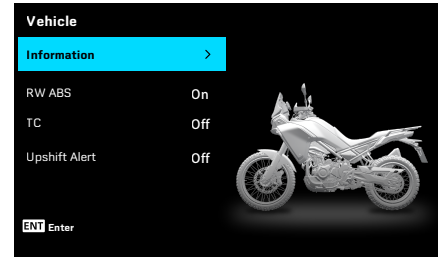 Vehicle
Information >
RW ABS On
TC Off
Upshift Alert Off
ENT Enter